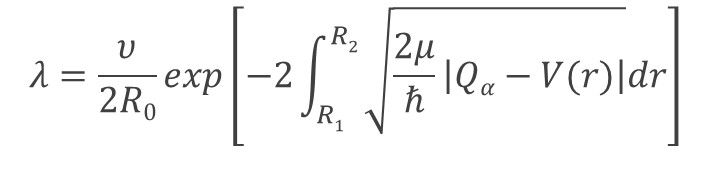 λ = υ/2R₀ exp[−2∫_{R₁}^{R₂} √(2μ/ħ |Q_α − V(r)|) dr]